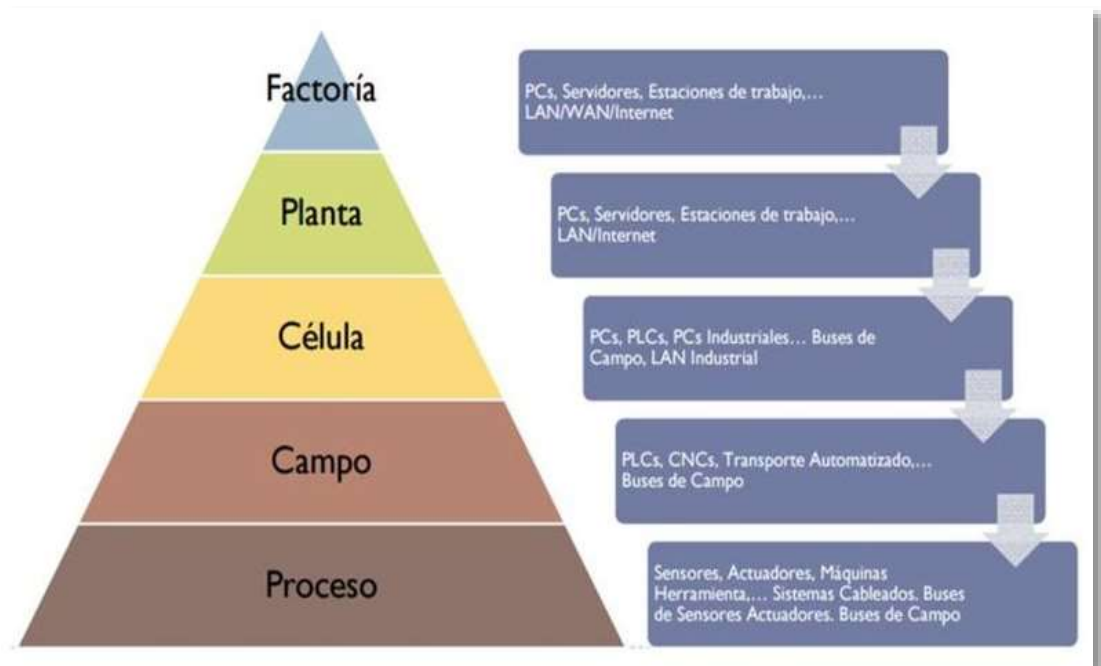 Factoría
PCs, Servidores, Estaciones de trabajo,...
LAN/WAN/Internet
Planta
PCs, Servidores, Estaciones de trabajo,...
LAN/Internet
Célula
PCs, PLCs, PCs Industriales... Buses de
Campo, LAN Industrial
Campo
PLCs, CNCs, Transporte Automatizado,...
Buses de Campo
Proceso
Sensores, Actuadores, Máquinas
Herramienta,... Sistemas Cableados. Buses
de Sensores Actuadores. Buses de Campo